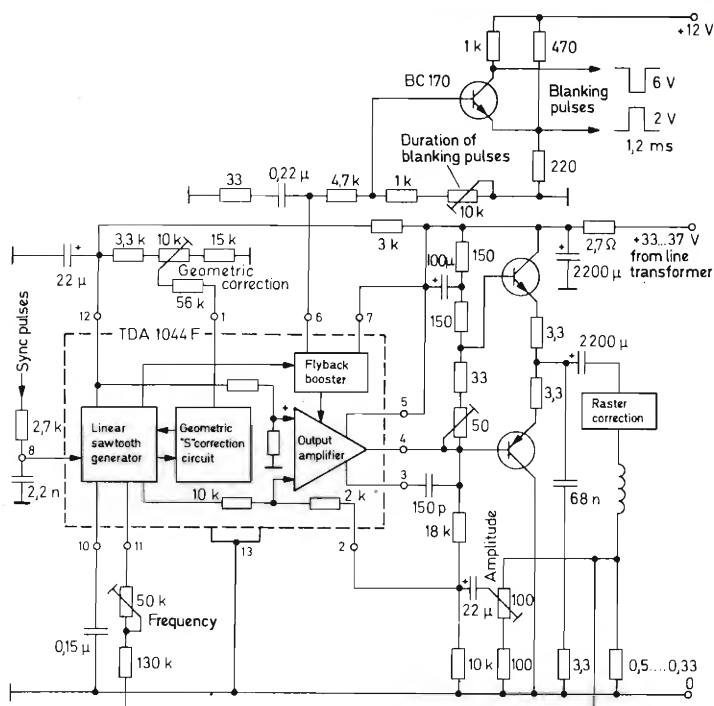 +12 V
1 k
470
BC 170
Blanking
pulses
6 V
2 V
1,2 ms
Duration of
blanking pulses
220
33
0,22 μ
4,7 k
1 k
10 k
3,3 k
10 k
15 k
3 k
22 μ
Geometric
correction
56 k
100 μ
150
150
2,7 Ω
+33...37 V
from line
transformer
2200 μ
Sync pulses
12
1
6
7
TDA 1044 F
Flyback
booster
3,3
2200 μ
3,3
33
50
5
4
3
2,7 k
8
2,2 n
Linear
sawtooth
generator
Geometric
"S" correction
circuit
Output
amplifier
Raster
correction
10 k
2 k
150 p
18 k
68 n
10
11
13
2
Amplitude
22 μ
100
50 k
Frequency
0,15 μ
130 k
10 k
100
3,3
0,5....0,33
0